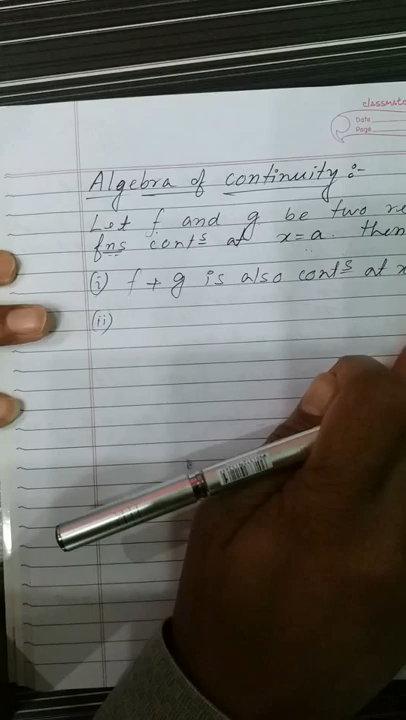 classmate
Date
Page
Algebra of continuity :-
Let f and g be two re
fns conts at x=a. then
(i) f + g is also conts at x
(ii)